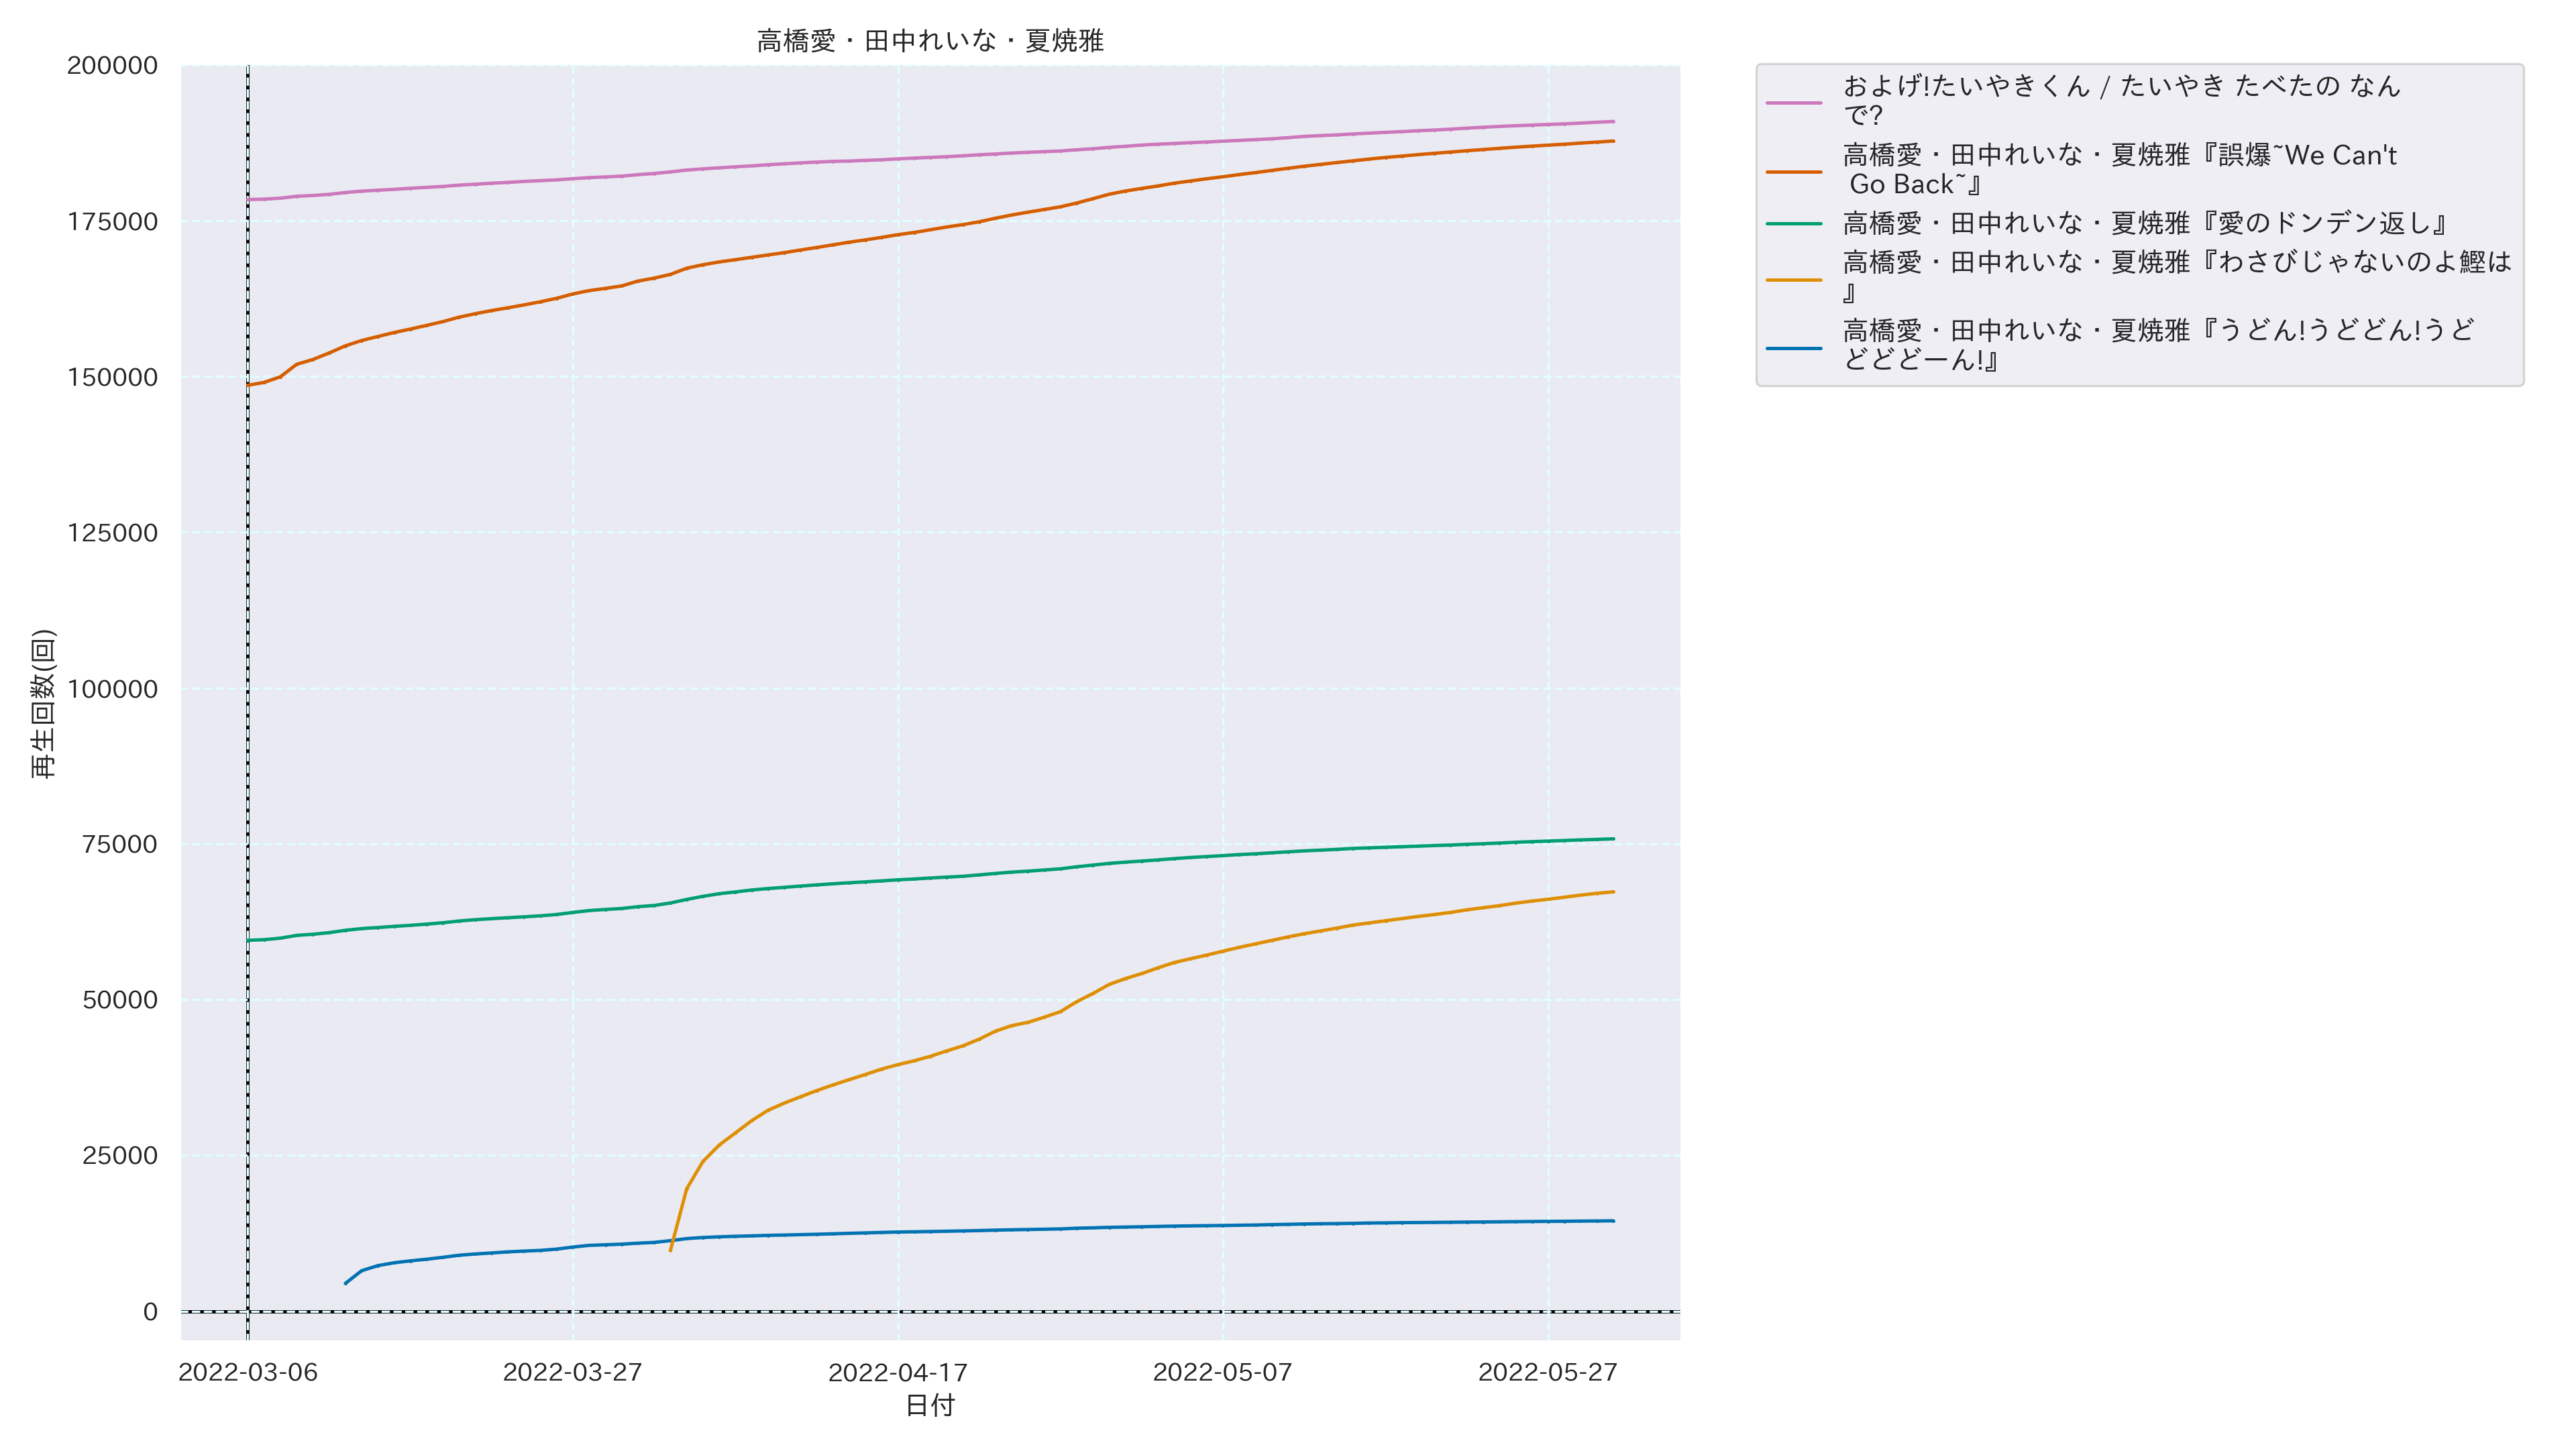 高橋愛・田中れいな・夏焼雅
200000
175000
150000
125000
100000
75000
50000
25000
0
再生回数(回)
2022-03-06
2022-03-27
2022-04-17
2022-05-07
2022-05-27
日付
およげ!たいやきくん / たいやき たべたの なん
で?
高橋愛・田中れいな・夏焼雅『誤爆~We Can't
Go Back~』
高橋愛・田中れいな・夏焼雅『愛のドンデン返し』
高橋愛・田中れいな・夏焼雅『わさびじゃないのよ鰹は
』
高橋愛・田中れいな・夏焼雅『うどん!うどどん!うど
どどどーん!』